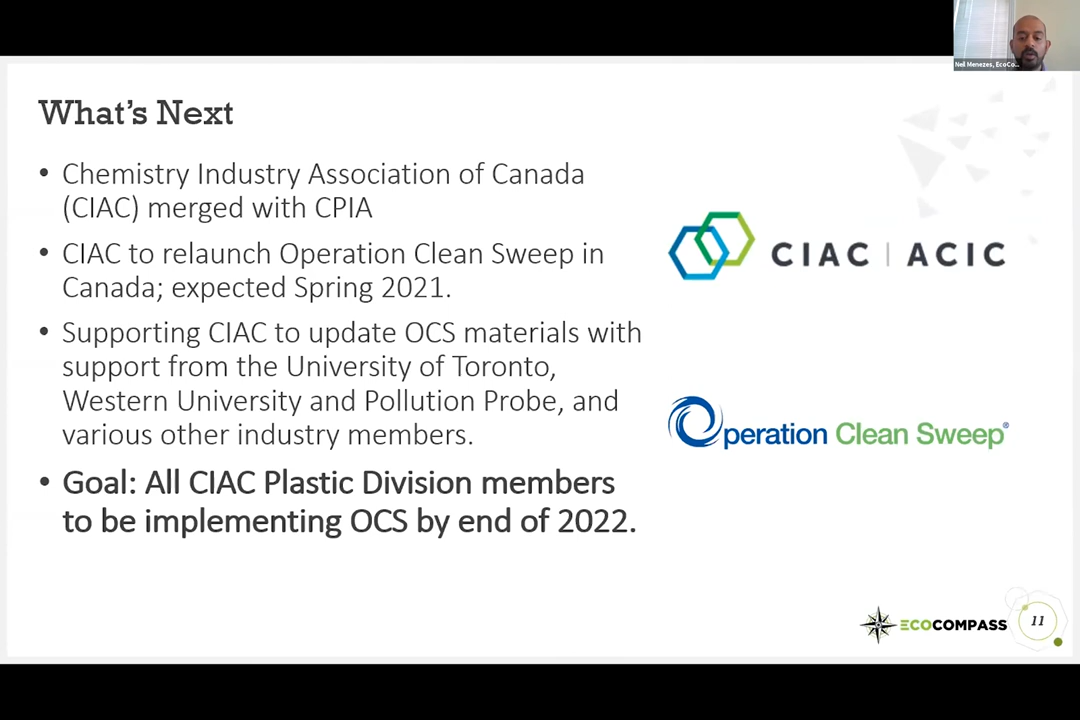 Neil Menezes, EcoCo...
What's Next
• Chemistry Industry Association of Canada
(CIAC) merged with CPIA
• CIAC to relaunch Operation Clean Sweep in
Canada; expected Spring 2021.
• Supporting CIAC to update OCS materials with
support from the University of Toronto,
Western University and Pollution Probe, and
various other industry members.
• Goal: All CIAC Plastic Division members
to be implementing OCS by end of 2022.
CIAC | ACIC
Operation Clean Sweep®
ECOCOMPASS
11